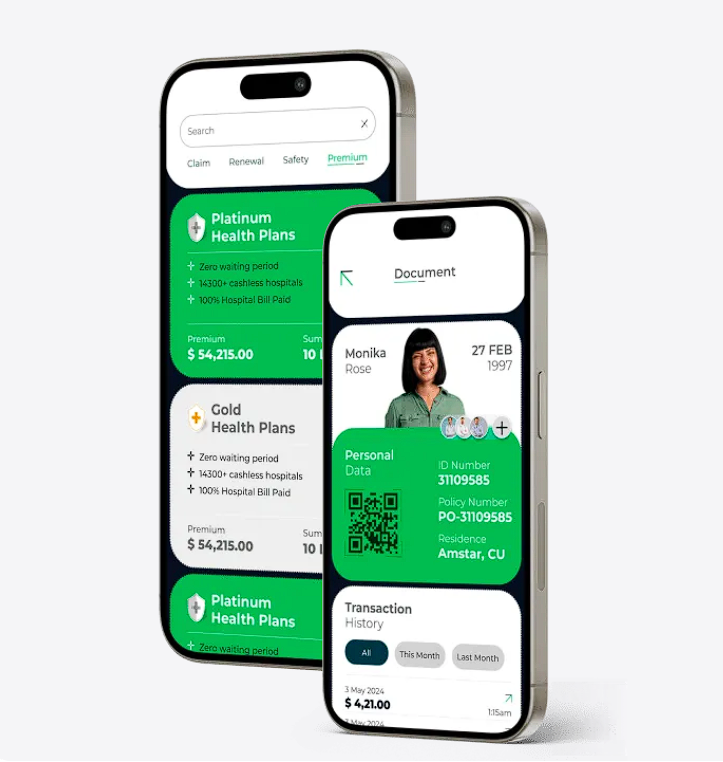 Search
X
Claim Renewal Safety Premium
Platinum
Health Plans
Zero waiting period
14300+ cashless hospitals
100% Hospital Bill Paid
Premium
$ 54,215.00
10
Gold
Health Plans
Zero waiting period
14300+ cashless hospitals
100% Hospital Bill Paid
Premium
$ 54,215.00
10
Platinum
Health Plans
Zero waiting period
Document
Monika
Rose
27 FEB
1997
Personal
Data
ID Number
31109585
Policy Number
PO-31109585
Residence
Amstar, CU
Transaction
History
All This Month Last Month
3 May 2024
$ 4,21.00
1:15am
3 May 2024